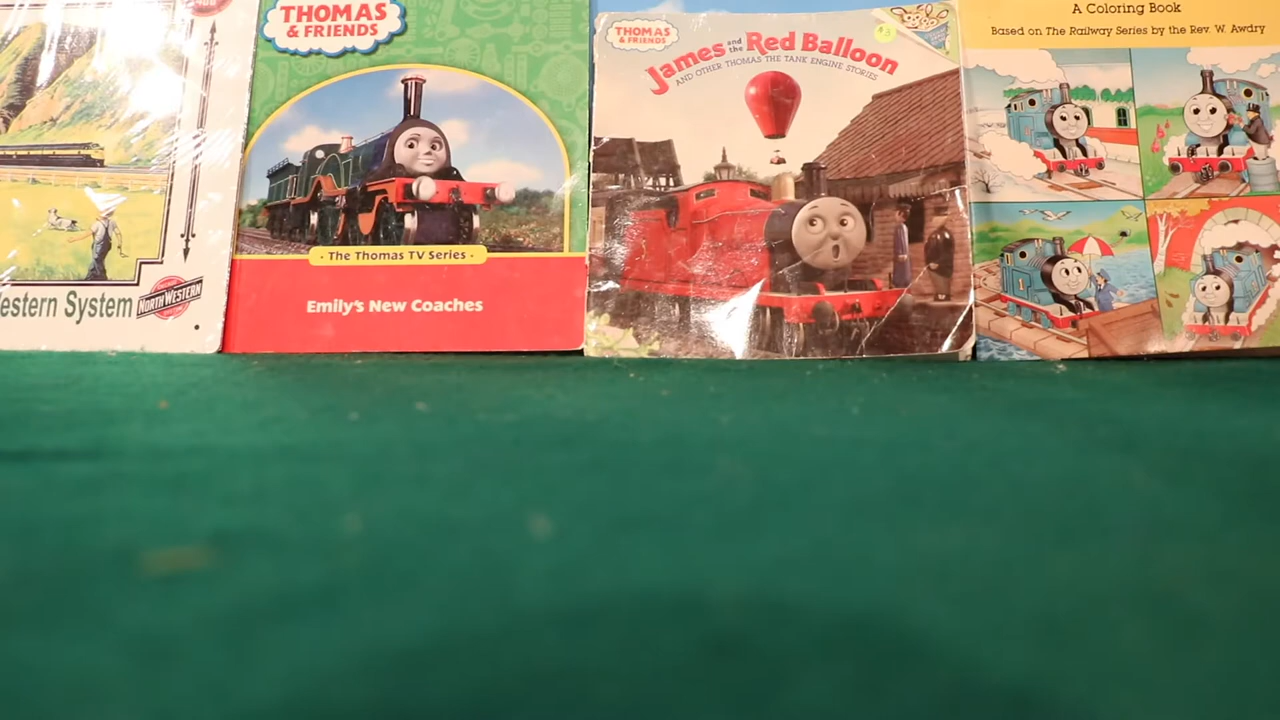 estern System
NORTH WESTERN
THOMAS
& FRIENDS
· The Thomas TV Series ·
Emily's New Coaches
THOMAS
& FRIENDS
James and the Red Balloon
AND OTHER THOMAS THE TANK ENGINE STORIES
$3
A Coloring Book
Based on The Railway Series by the Rev. W. Awdry
1